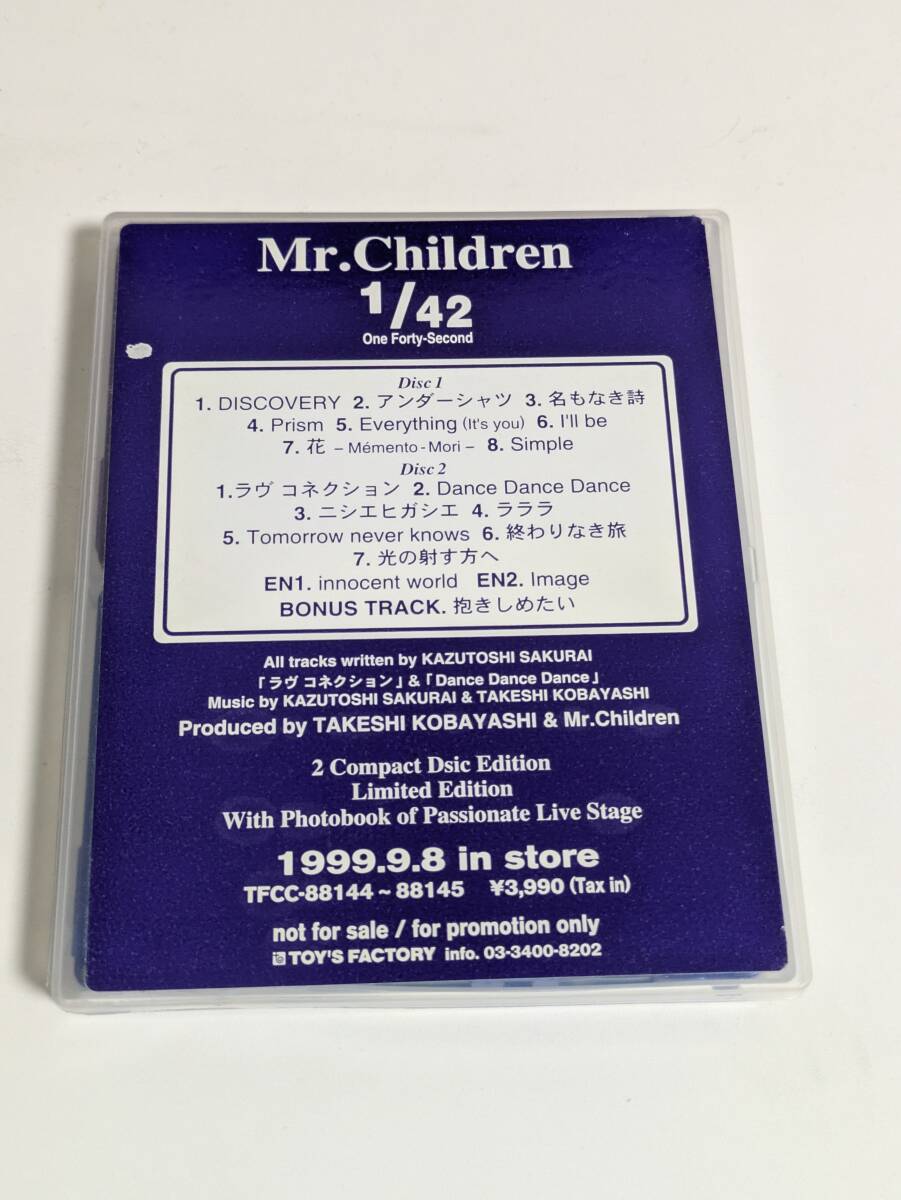 Mr.Children
1/42
One Forty-Second
Disc 1
1. DISCOVERY 2. アンダーシャツ 3. 名もなき詩
4. Prism 5. Everything (It's you) 6. I'll be
7. 花 – Mémento-Mori – 8. Simple
Disc 2
1.ラヴ コネクション 2. Dance Dance Dance
3. ニシエヒガシエ 4. ラララ
5. Tomorrow never knows 6. 終わりなき旅
7. 光の射す方へ
EN1. innocent world EN2. Image
BONUS TRACK. 抱きしめたい
All tracks written by KAZUTOSHI SAKURAI
「ラヴ コネクション」&「Dance Dance Dance」
Music by KAZUTOSHI SAKURAI & TAKESHI KOBAYASHI
Produced by TAKESHI KOBAYASHI & Mr.Children
2 Compact Dsic Edition
Limited Edition
With Photobook of Passionate Live Stage
1999.9.8 in store
TFCC-88144~88145 ¥3,990 (Tax in)
not for sale / for promotion only
TOY'S FACTORY info. 03-3400-8202